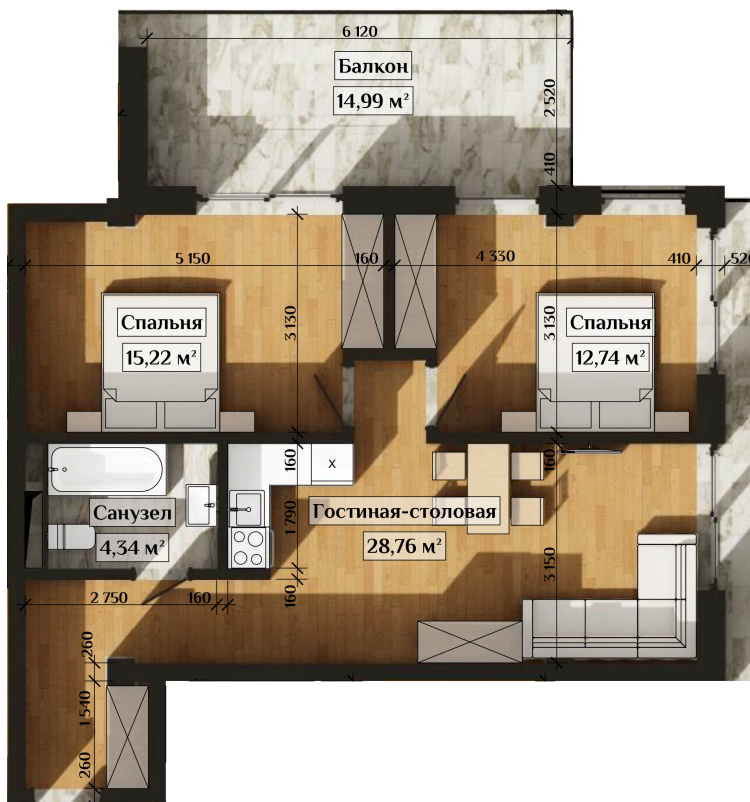 6 120
Балкон
14,99 м²
2 520
410
5 150
160
4 330
410
520
3 130
3 130
Спальня
15,22 м²
Спальня
12,74 м²
160
X
160
Санузел
4,34 м²
1 790
Гостиная-столовая
28,76 м²
3 150
2 750
160
160
260
1 540
260